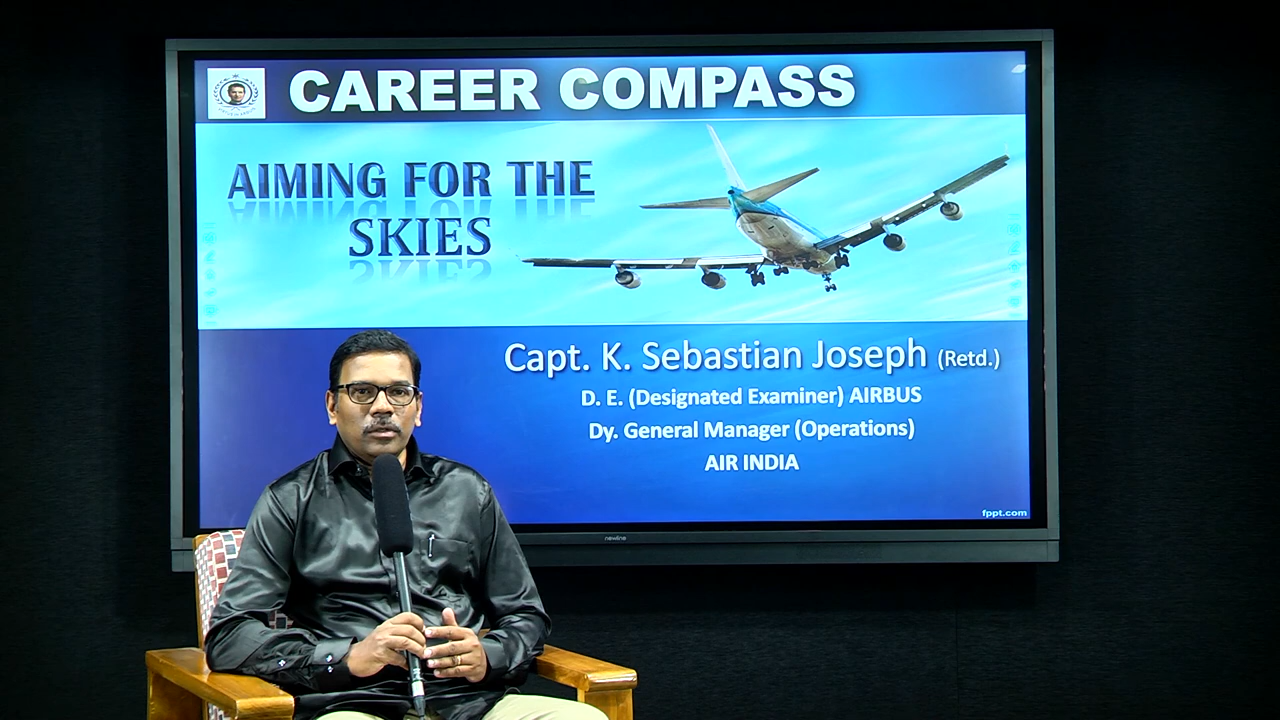 CAREER COMPASS
AIMING FOR THE
SKIES
Capt. K. Sebastian Joseph (Retd.)
D. E. (Designated Examiner) AIRBUS
Dy. General Manager (Operations)
AIR INDIA
fppt.com
newline